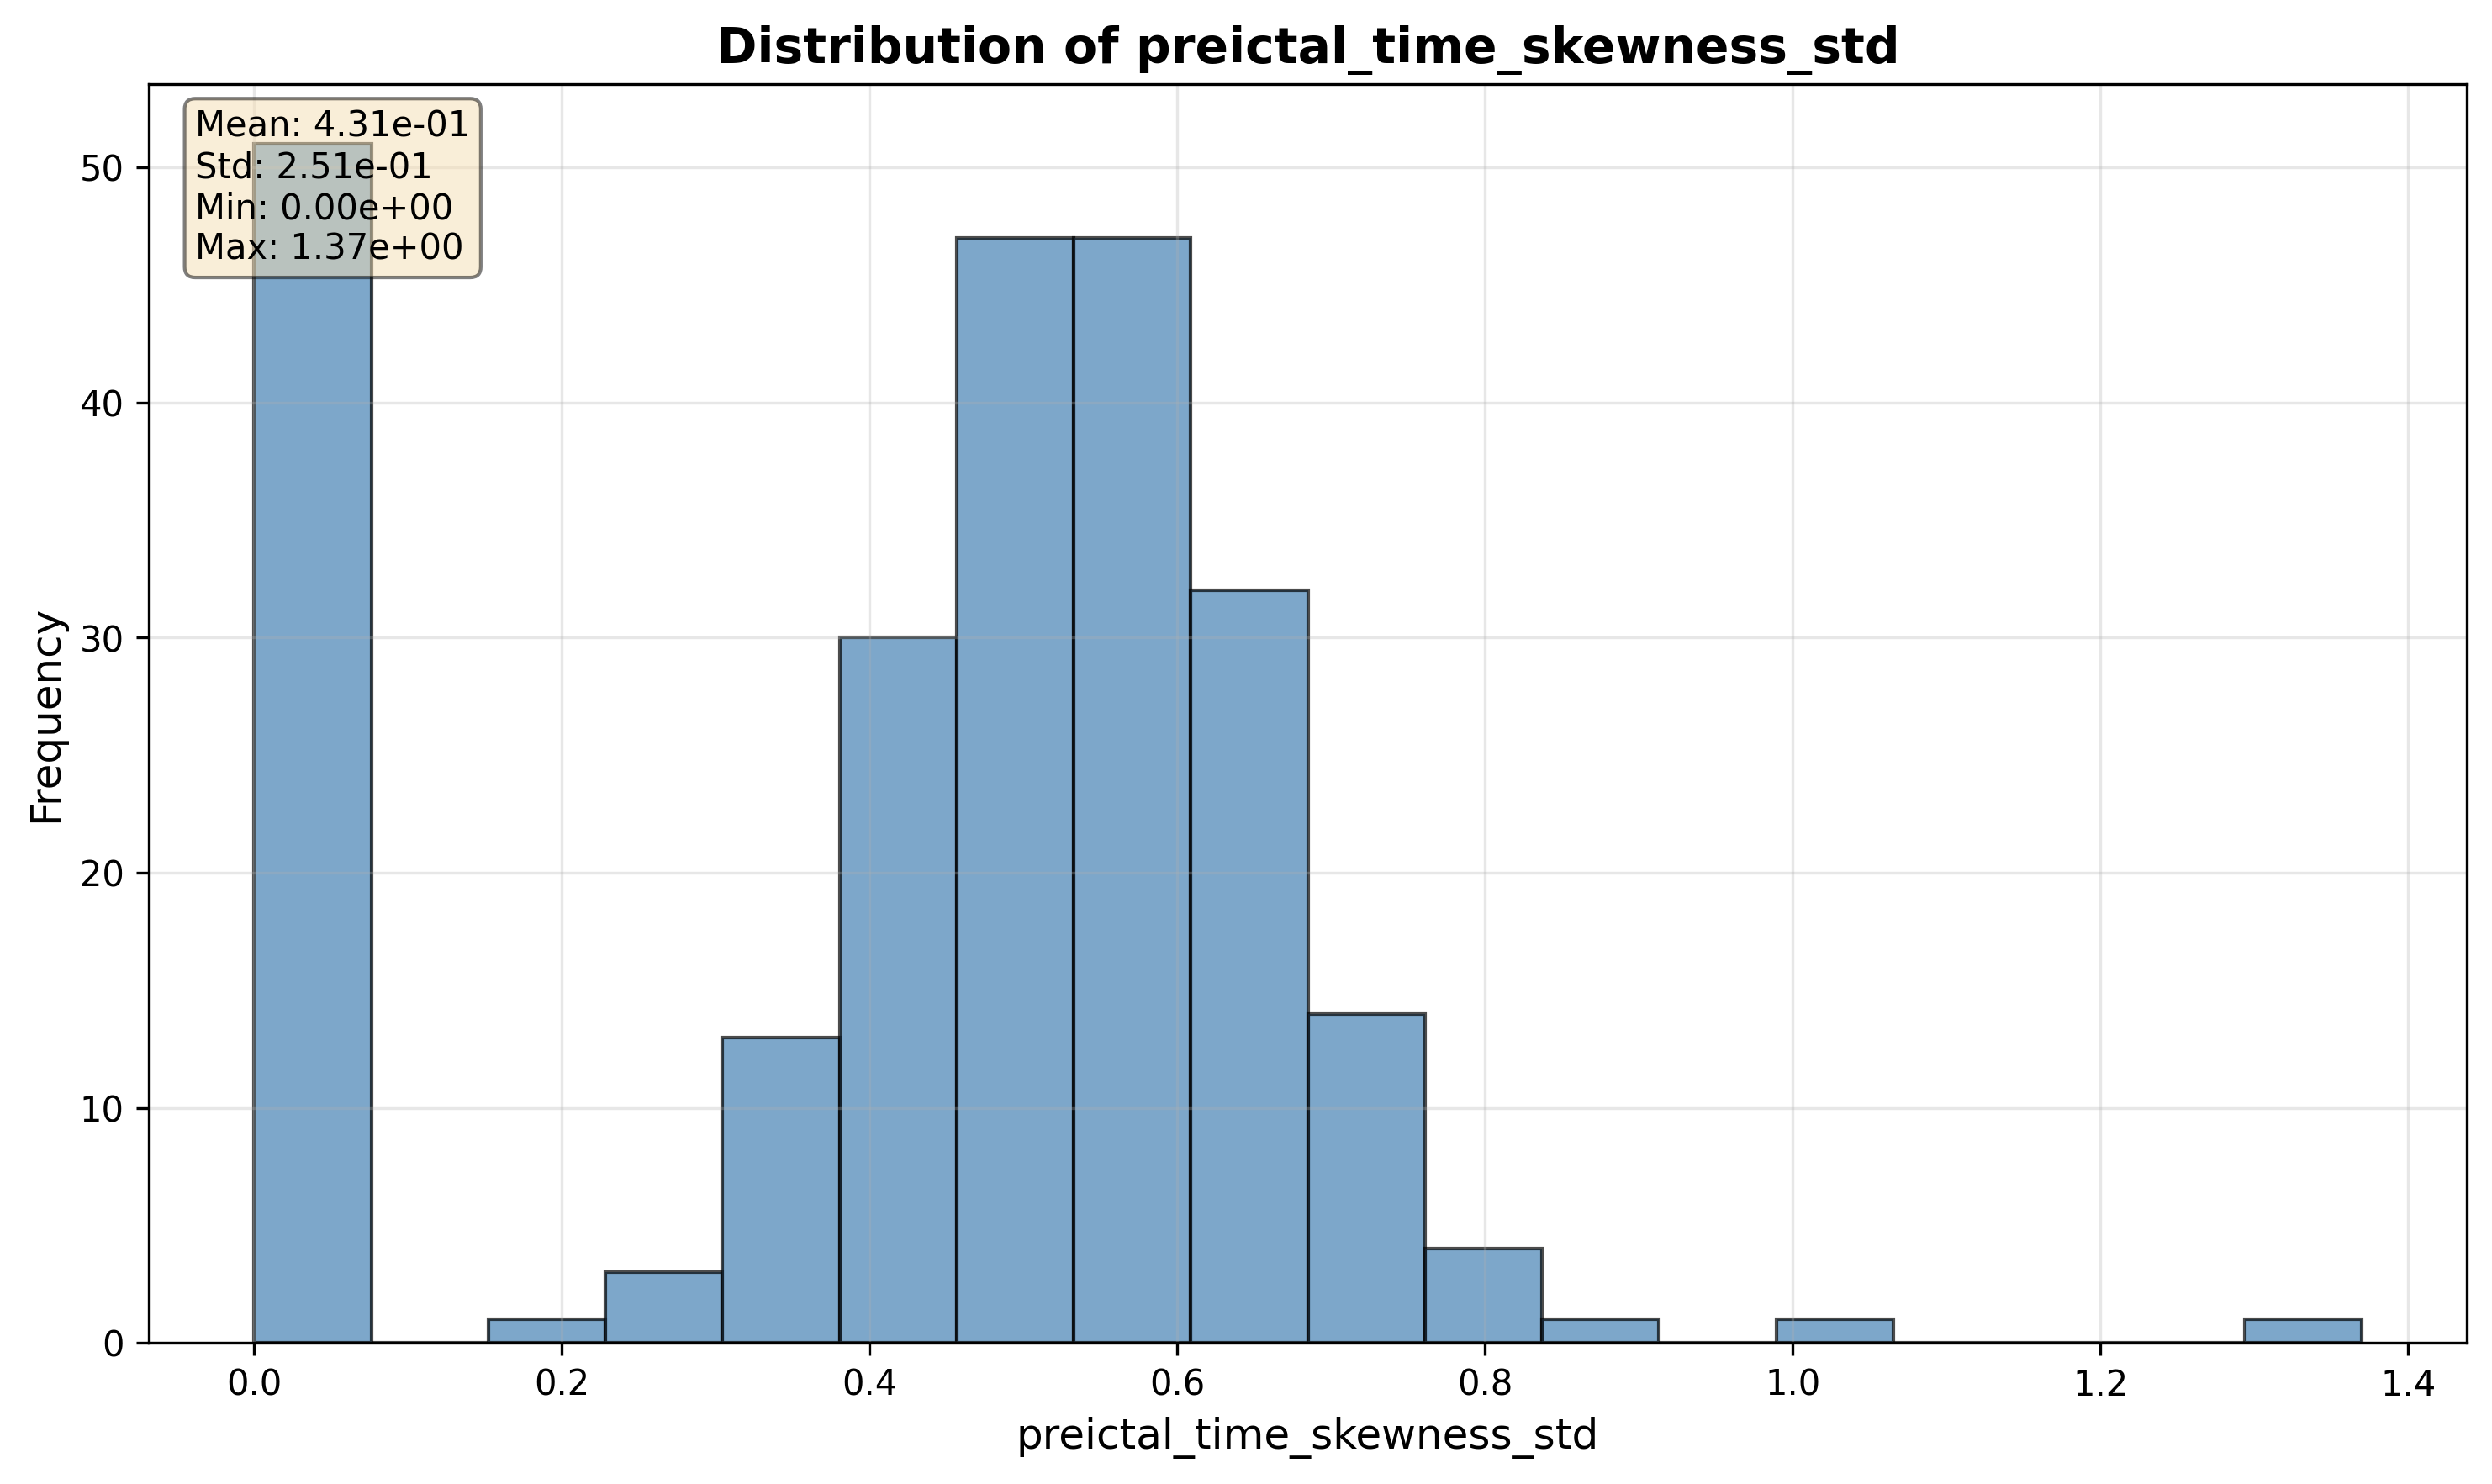 Distribution of preictal_time_skewness_std
Mean: 4.31e-01
Std: 2.51e-01
Min: 0.00e+00
Max: 1.37e+00
Frequency
50
40
30
20
10
0
0.0 0.2 0.4 0.6 0.8 1.0 1.2 1.4
preictal_time_skewness_std